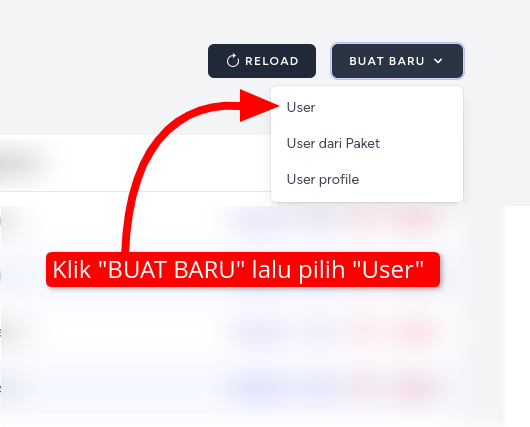 RELOAD
BUAT BARU
User
User dari Paket
User profile
Klik "BUAT BARU" lalu pilih "User"